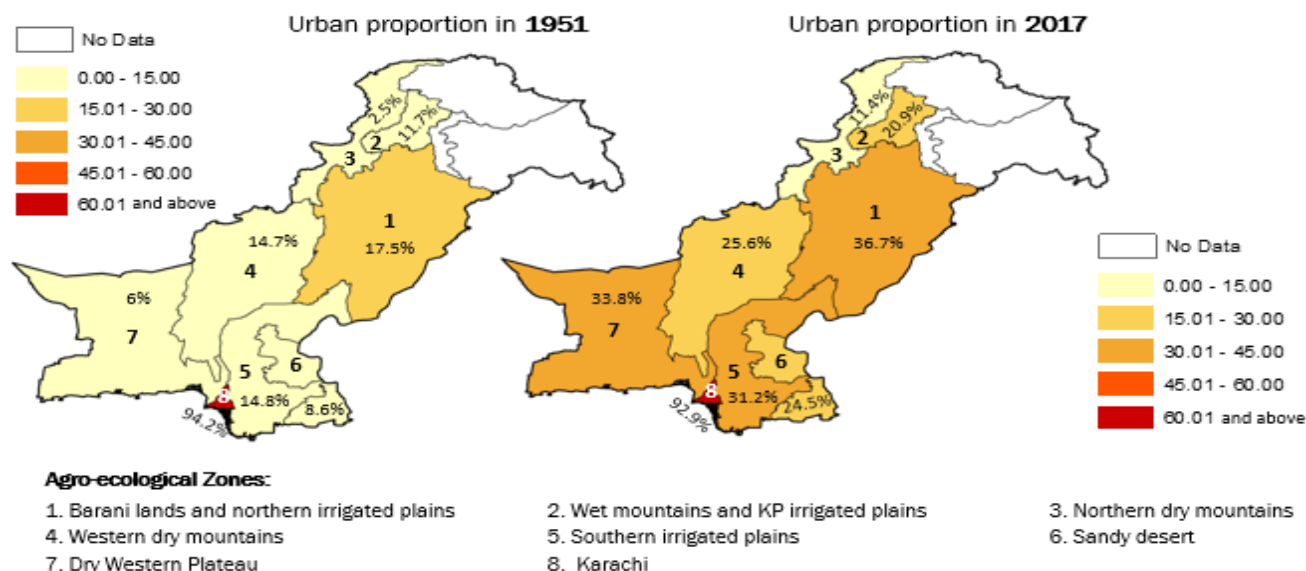 Urban proportion in 1951
Urban proportion in 2017
No Data
0.00 - 15.00
15.01 - 30.00
30.01 - 45.00
45.01 - 60.00
60.01 and above
2.5%
11.7%
2
3
1
17.5%
14.7%
4
6%
7
5
6
8
14.8%
8.6%
94.2%
11.4%
20.9%
2
3
1
36.7%
25.6%
4
33.8%
7
5
6
8
31.2%
24.5%
92.9%
No Data
0.00 - 15.00
15.01 - 30.00
30.01 - 45.00
45.01 - 60.00
60.01 and above
Agro-ecological Zones:
1. Barani lands and northern irrigated plains
2. Wet mountains and KP irrigated plains
3. Northern dry mountains
4. Western dry mountains
5. Southern irrigated plains
6. Sandy desert
7. Dry Western Plateau
8. Karachi